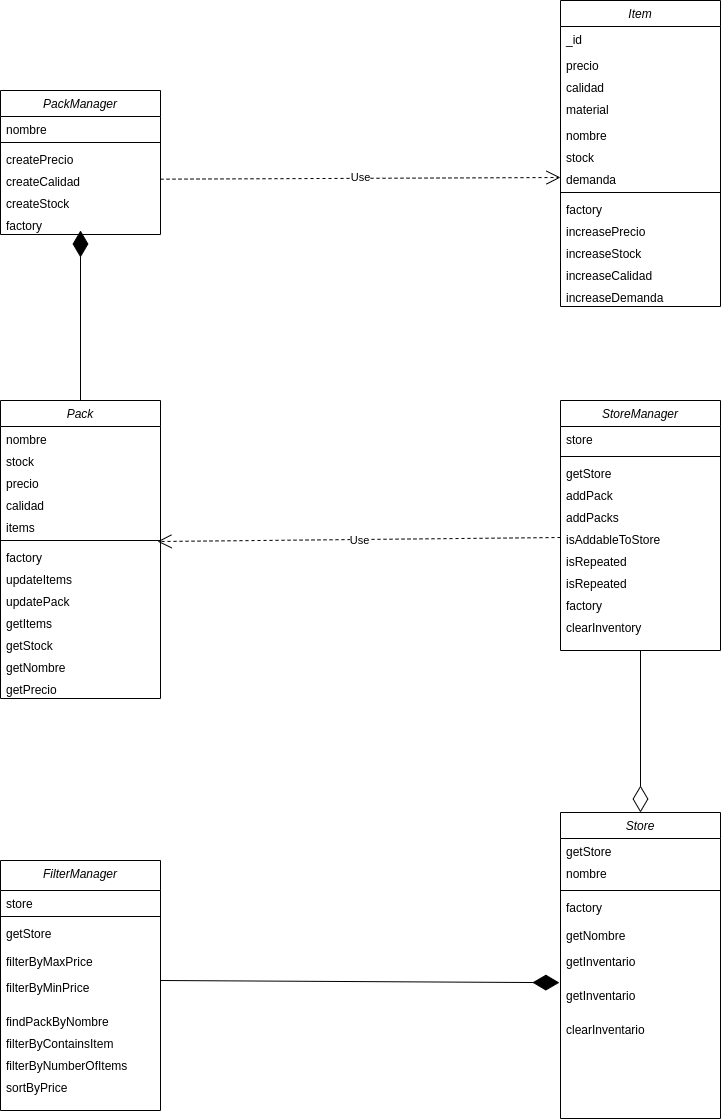 Item
_id
precio
calidad
material
nombre
stock
demanda
factory
increasePrecio
increaseStock
increaseCalidad
increaseDemanda
PackManager
nombre
createPrecio
createCalidad
createStock
factory
Use
Pack
nombre
stock
precio
calidad
items
factory
updateItems
updatePack
getItems
getStock
getNombre
getPrecio
Use
StoreManager
store
getStore
addPack
addPacks
isAddableToStore
isRepeated
isRepeated
factory
clearInventory
Store
getStore
nombre
factory
getNombre
getInventario
getInventario
clearInventario
FilterManager
store
getStore
filterByMaxPrice
filterByMinPrice
findPackByNombre
filterByContainsItem
filterByNumberOfItems
sortByPrice